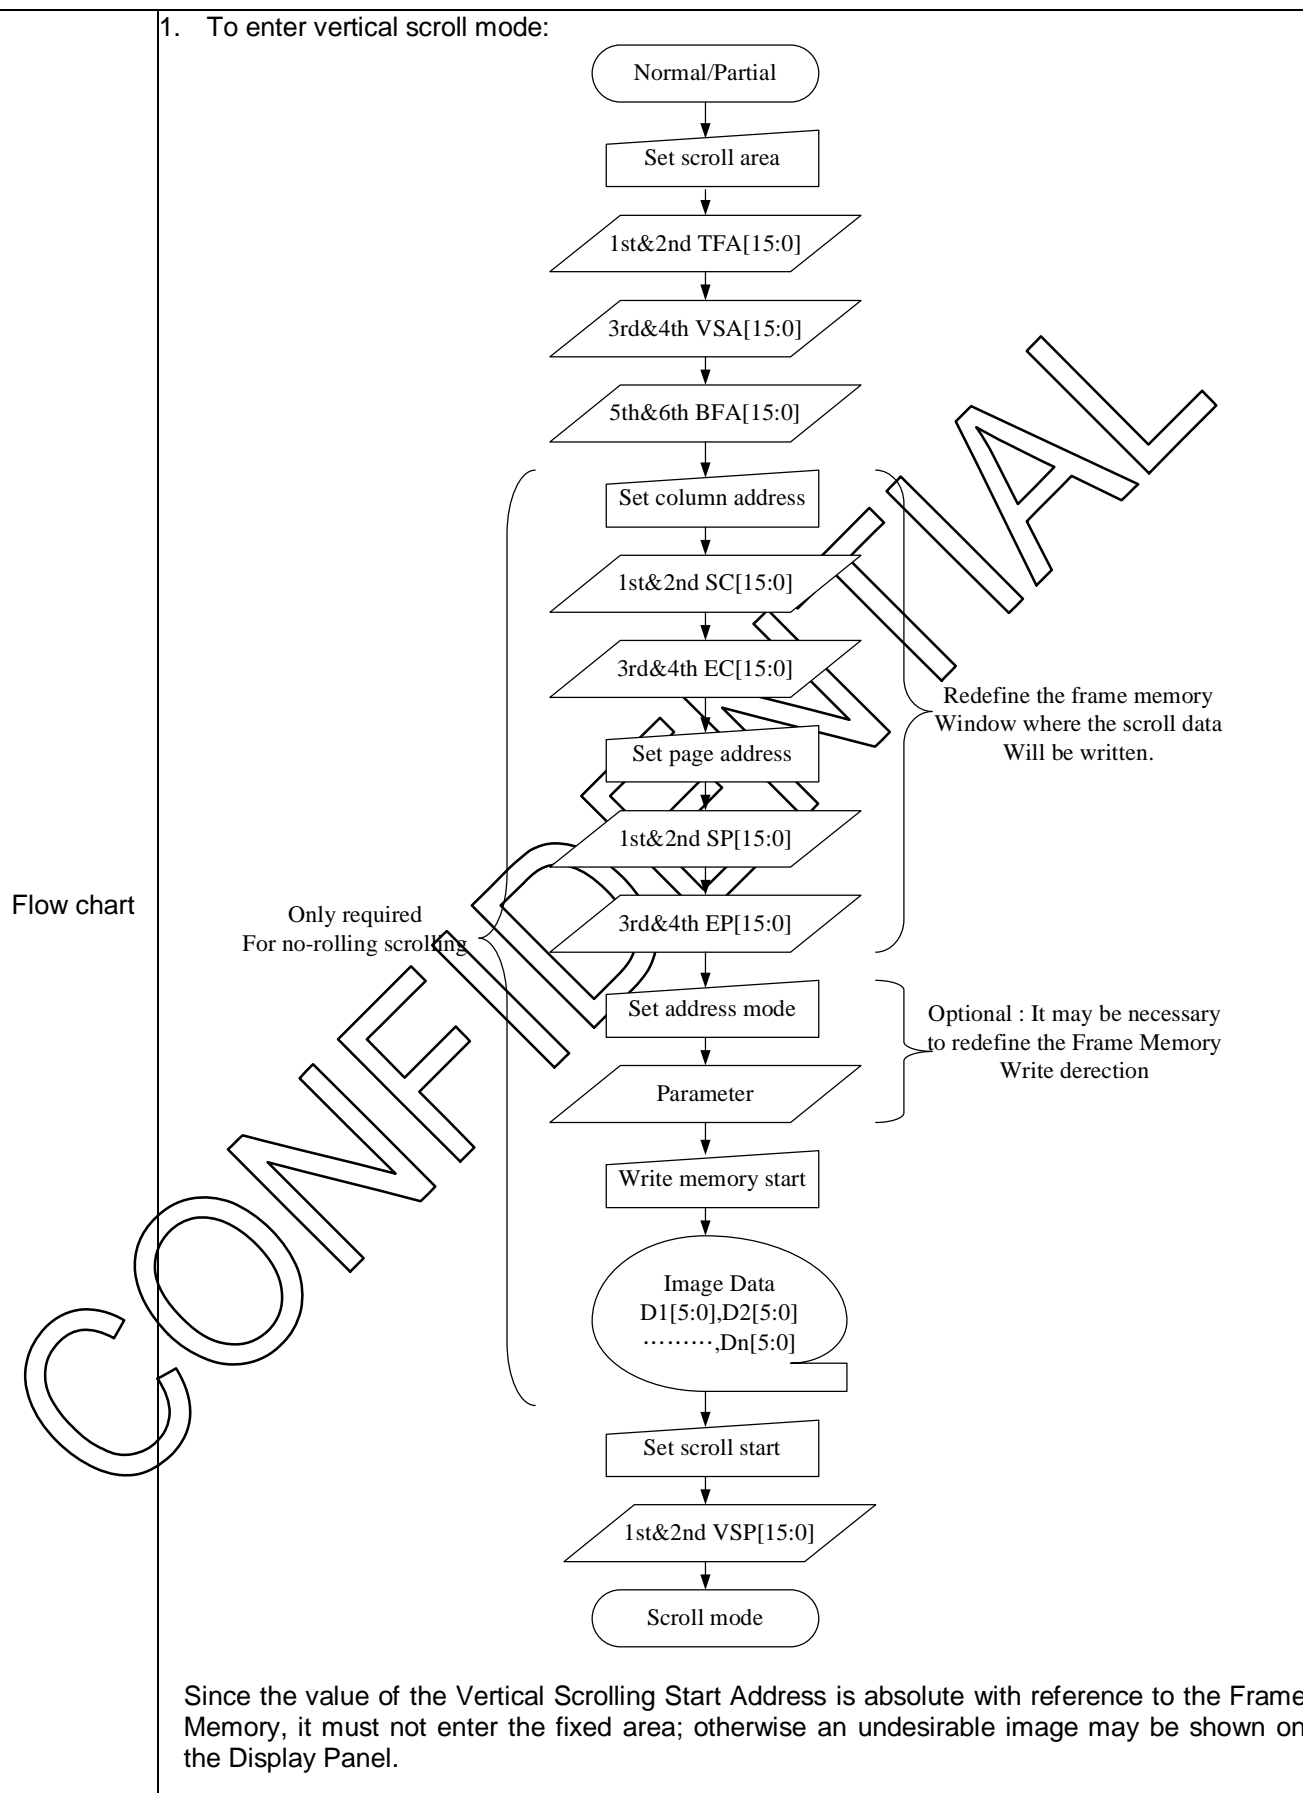 1. To enter vertical scroll mode:
Normal/Partial
Set scroll area
1st&2nd TFA[15:0]
3rd&4th VSA[15:0]
5th&6th BFA[15:0]
Set column address
1st&2nd SC[15:0]
3rd&4th EC[15:0]
Redefine the frame memory
Window where the scroll data
Will be written.
Set page address
1st&2nd SP[15:0]
Flow chart
Only required
For no-rolling scrolling
3rd&4th EP[15:0]
Set address mode
Optional : It may be necessary
to redefine the Frame Memory
Write derection
Parameter
Write memory start
Image Data
D1[5:0],D2[5:0]
………,Dn[5:0]
Set scroll start
1st&2nd VSP[15:0]
Scroll mode
Since the value of the Vertical Scrolling Start Address is absolute with reference to the Frame
Memory, it must not enter the fixed area; otherwise an undesirable image may be shown on
the Display Panel.
CONFIDENTIAL